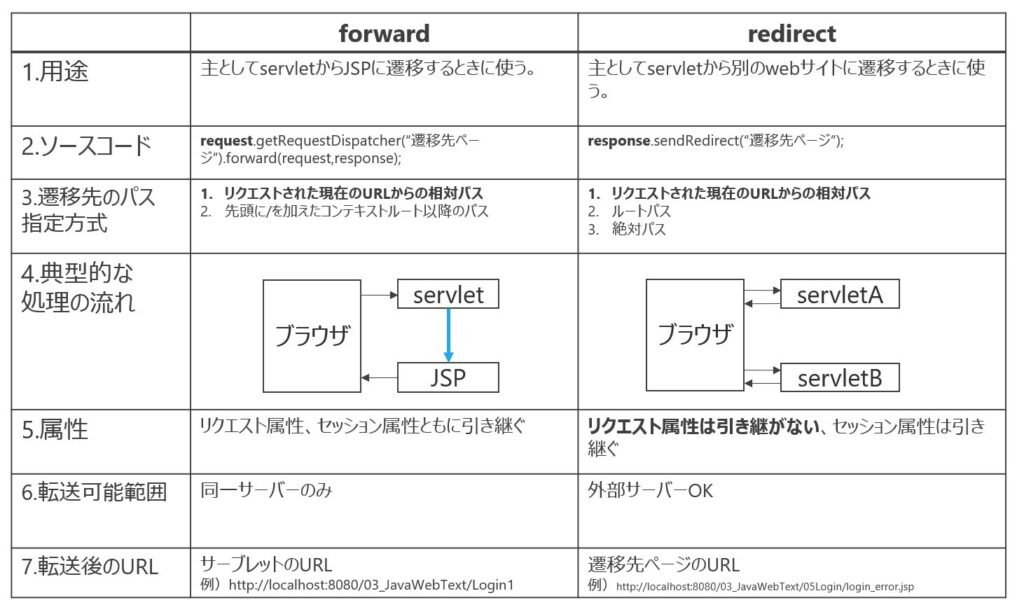 forward
redirect
1.用途
主としてservletからJSPに遷移するときに使う。
主としてservletから別のwebサイトに遷移するときに使
う。
2.ソースコード
request.getRequestDispatcher("遷移先ペー
ジ").forward(request,response);
response.sendRedirect("遷移先ページ");
3.遷移先のパス
指定方式
1. リクエストされた現在のURLからの相対パス
2. 先頭に/を加えたコンテキストルート以降のパス
1. リクエストされた現在のURLからの相対パス
2. ルートパス
3. 絶対パス
4.典型的な
処理の流れ
ブラウザ
servlet
JSP
ブラウザ
servletA
servletB
5.属性
リクエスト属性、セッション属性ともに引き継ぐ
リクエスト属性は引き継がない、セッション属性は引き
継ぐ
6.転送可能範囲
同一サーバーのみ
外部サーバーOK
7.転送後のURL
サーブレットのURL
例）http://localhost:8080/03_JavaWebText/Login1
遷移先ページのURL
例）http://localhost:8080/03_JavaWebText/05Login/login_error.jsp